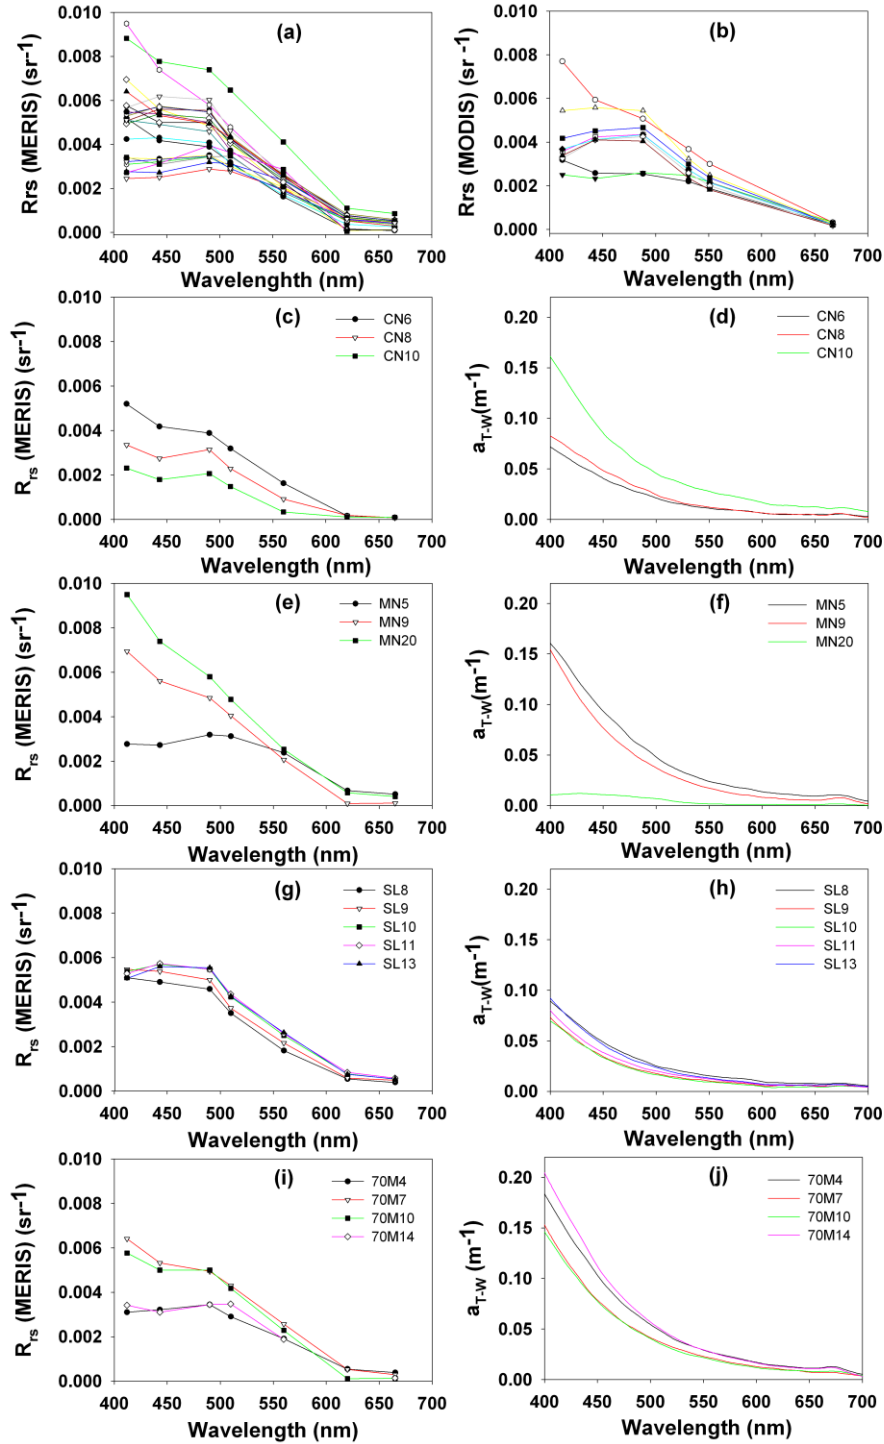 (a)
Rrs (MERIS) (sr⁻¹)
0.010
0.008
0.006
0.004
0.002
0.000
400 450 500 550 600 650 700
Wavelenghth (nm)
(b)
Rrs (MODIS) (sr⁻¹)
0.010
0.008
0.006
0.004
0.002
0.000
400 450 500 550 600 650 700
Wavelength (nm)
(c)
CN6
CN8
CN10
R_rs (MERIS) (sr⁻¹)
0.010
0.008
0.006
0.004
0.002
0.000
400 450 500 550 600 650 700
Wavelength (nm)
(d)
CN6
CN8
CN10
a_T-W(m⁻¹)
0.20
0.15
0.10
0.05
0.00
400 450 500 550 600 650 700
Wavelength (nm)
(e)
MN5
MN9
MN20
R_rs (MERIS) (sr⁻¹)
0.010
0.008
0.006
0.004
0.002
0.000
400 450 500 550 600 650 700
Wavelength (nm)
(f)
MN5
MN9
MN20
a_T-W(m⁻¹)
0.20
0.15
0.10
0.05
0.00
400 450 500 550 600 650 700
Wavelength (nm)
(g)
SL8
SL9
SL10
SL11
SL13
R_rs (MERIS) (sr⁻¹)
0.010
0.008
0.006
0.004
0.002
0.000
400 450 500 550 600 650 700
Wavelength (nm)
(h)
SL8
SL9
SL10
SL11
SL13
a_T-W(m⁻¹)
0.20
0.15
0.10
0.05
0.00
400 450 500 550 600 650 700
Wavelength (nm)
(i)
70M4
70M7
70M10
70M14
R_rs (MERIS) (sr⁻¹)
0.010
0.008
0.006
0.004
0.002
0.000
400 450 500 550 600 650 700
Wavelength (nm)
(j)
70M4
70M7
70M10
70M14
a_T-W(m⁻¹)
0.20
0.15
0.10
0.05
0.00
400 450 500 550 600 650 700
Wavelength (nm)